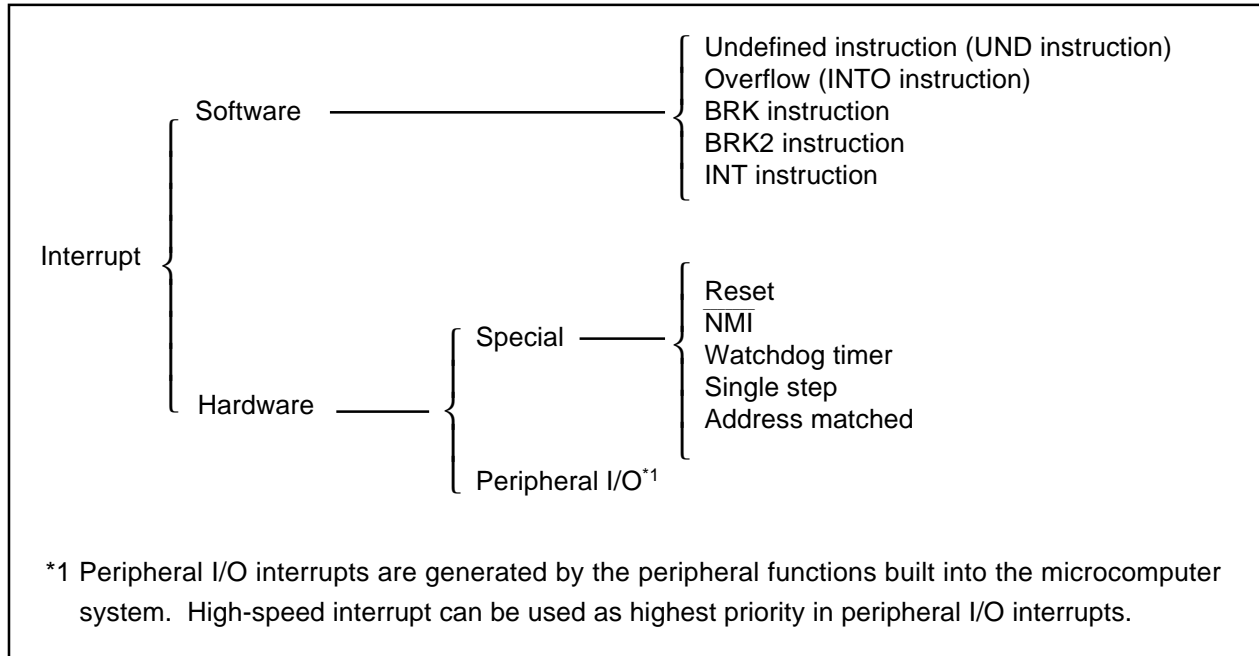 Undefined instruction (UND instruction)
Overflow (INTO instruction)
Software
BRK instruction
BRK2 instruction
INT instruction
Interrupt
Reset
NMI
Special
Watchdog timer
Single step
Hardware
Address matched
Peripheral I/O*1
*1 Peripheral I/O interrupts are generated by the peripheral functions built into the microcomputer
system. High-speed interrupt can be used as highest priority in peripheral I/O interrupts.